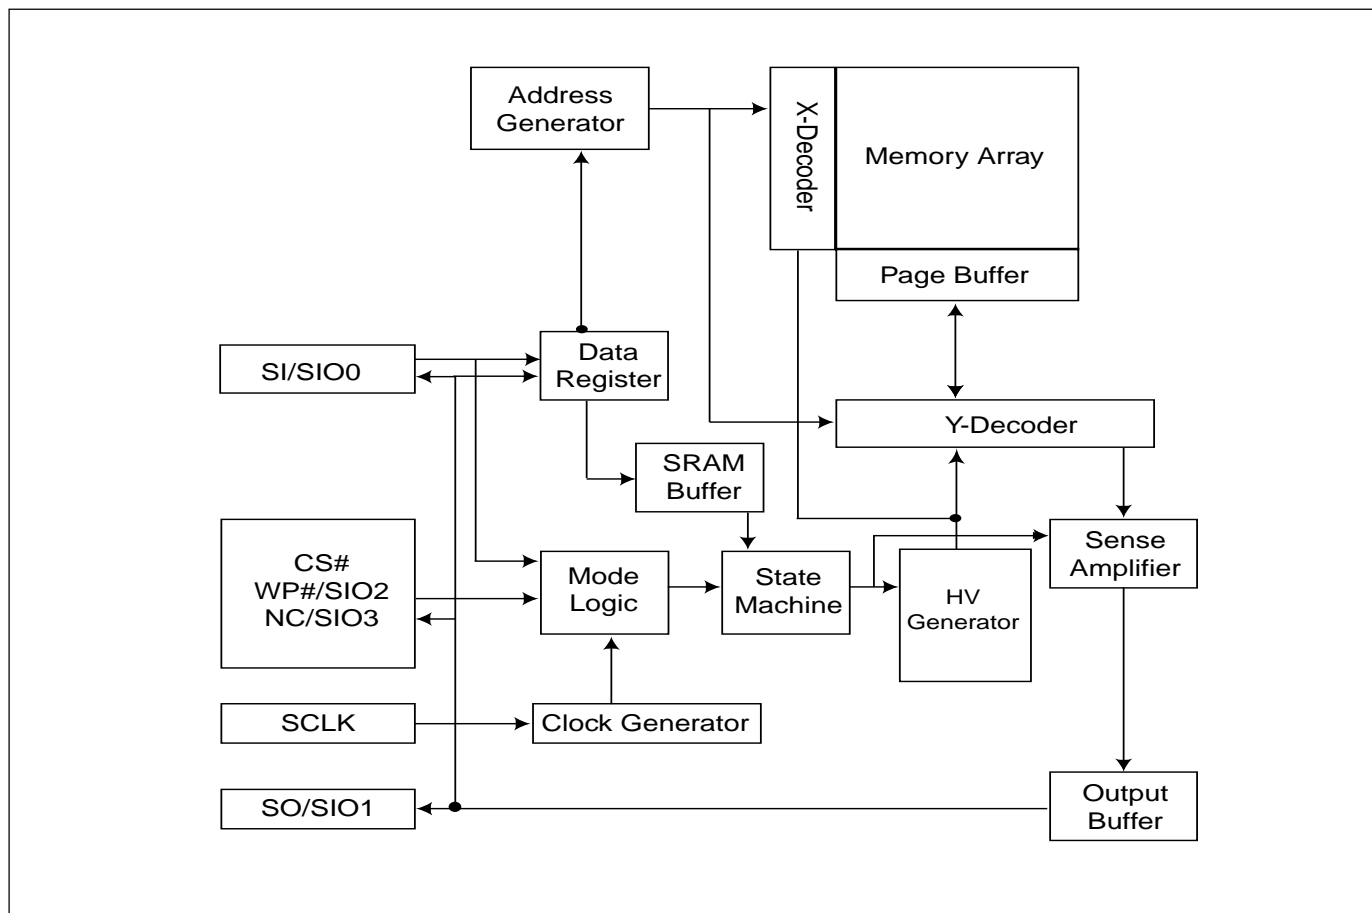 Address
Generator
X-Decoder
Memory Array
Page Buffer
SI/SIO0
Data
Register
Y-Decoder
SRAM
Buffer
CS#
WP#/SIO2
NC/SIO3
Mode
Logic
State
Machine
HV
Generator
Sense
Amplifier
SCLK
Clock Generator
SO/SIO1
Output
Buffer